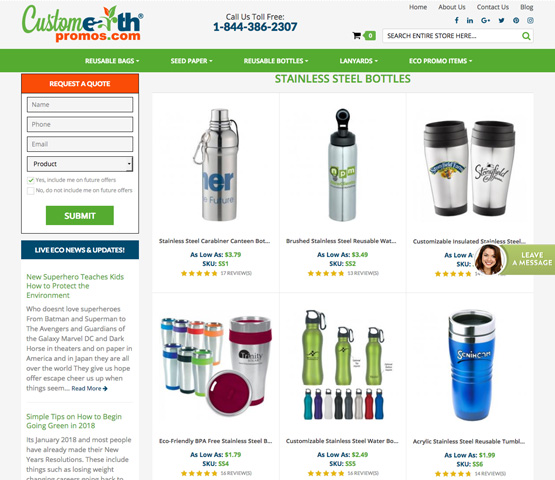 Home About Us Contact Us Blog
Custom earth®
promos.com
Call Us Toll Free:
1-844-386-2307
0
SEARCH ENTIRE STORE HERE...
REUSABLE BAGS SEED PAPER REUSABLE BOTTLES LANYARDS ECO PROMO ITEMS
REQUEST A QUOTE
Name
Phone
Email
Product
Yes, include me on future offers
No, do not include me on future offers
SUBMIT
LIVE ECO NEWS & UPDATES!
New Superhero Teaches Kids
How to Protect the
Environment
Who doesnt love superheroes
From Batman and Superman to
The Avengers and Guardians of
the Galaxy Marvel DC and Dark
Horse in theaters and on paper in
America and in Japan they are all
over the world They give us hope
offer escape cheer us up when
things seem... Read More
Simple Tips on How to Begin
Going Green in 2018
Its January 2018 and most people
have already made their New
Years Resolutions. These include
things such as losing weight
changing careers going back to
STAINLESS STEEL BOTTLES
Stainless Steel Carabiner Canteen Bot...
As Low As: $3.79
SKU: SS1
17 REVIEW(S)
Brushed Stainless Steel Reusable Wat...
As Low As: $3.49
SKU: SS2
13 REVIEW(S)
Customizable Insulated Stainless Steel...
As Low A
SKU:
14
LEAVE
A MESSAGE
Eco-Friendly BPA Free Stainless Steel B...
As Low As: $1.79
SKU: SS4
16 REVIEW(S)
Customizable Stainless Steel Water Bo...
As Low As: $2.49
SKU: SS5
16 REVIEW(S)
Acrylic Stainless Steel Reusable Tumbl...
As Low As: $1.99
SKU: SS6
14 REVIEW(S)